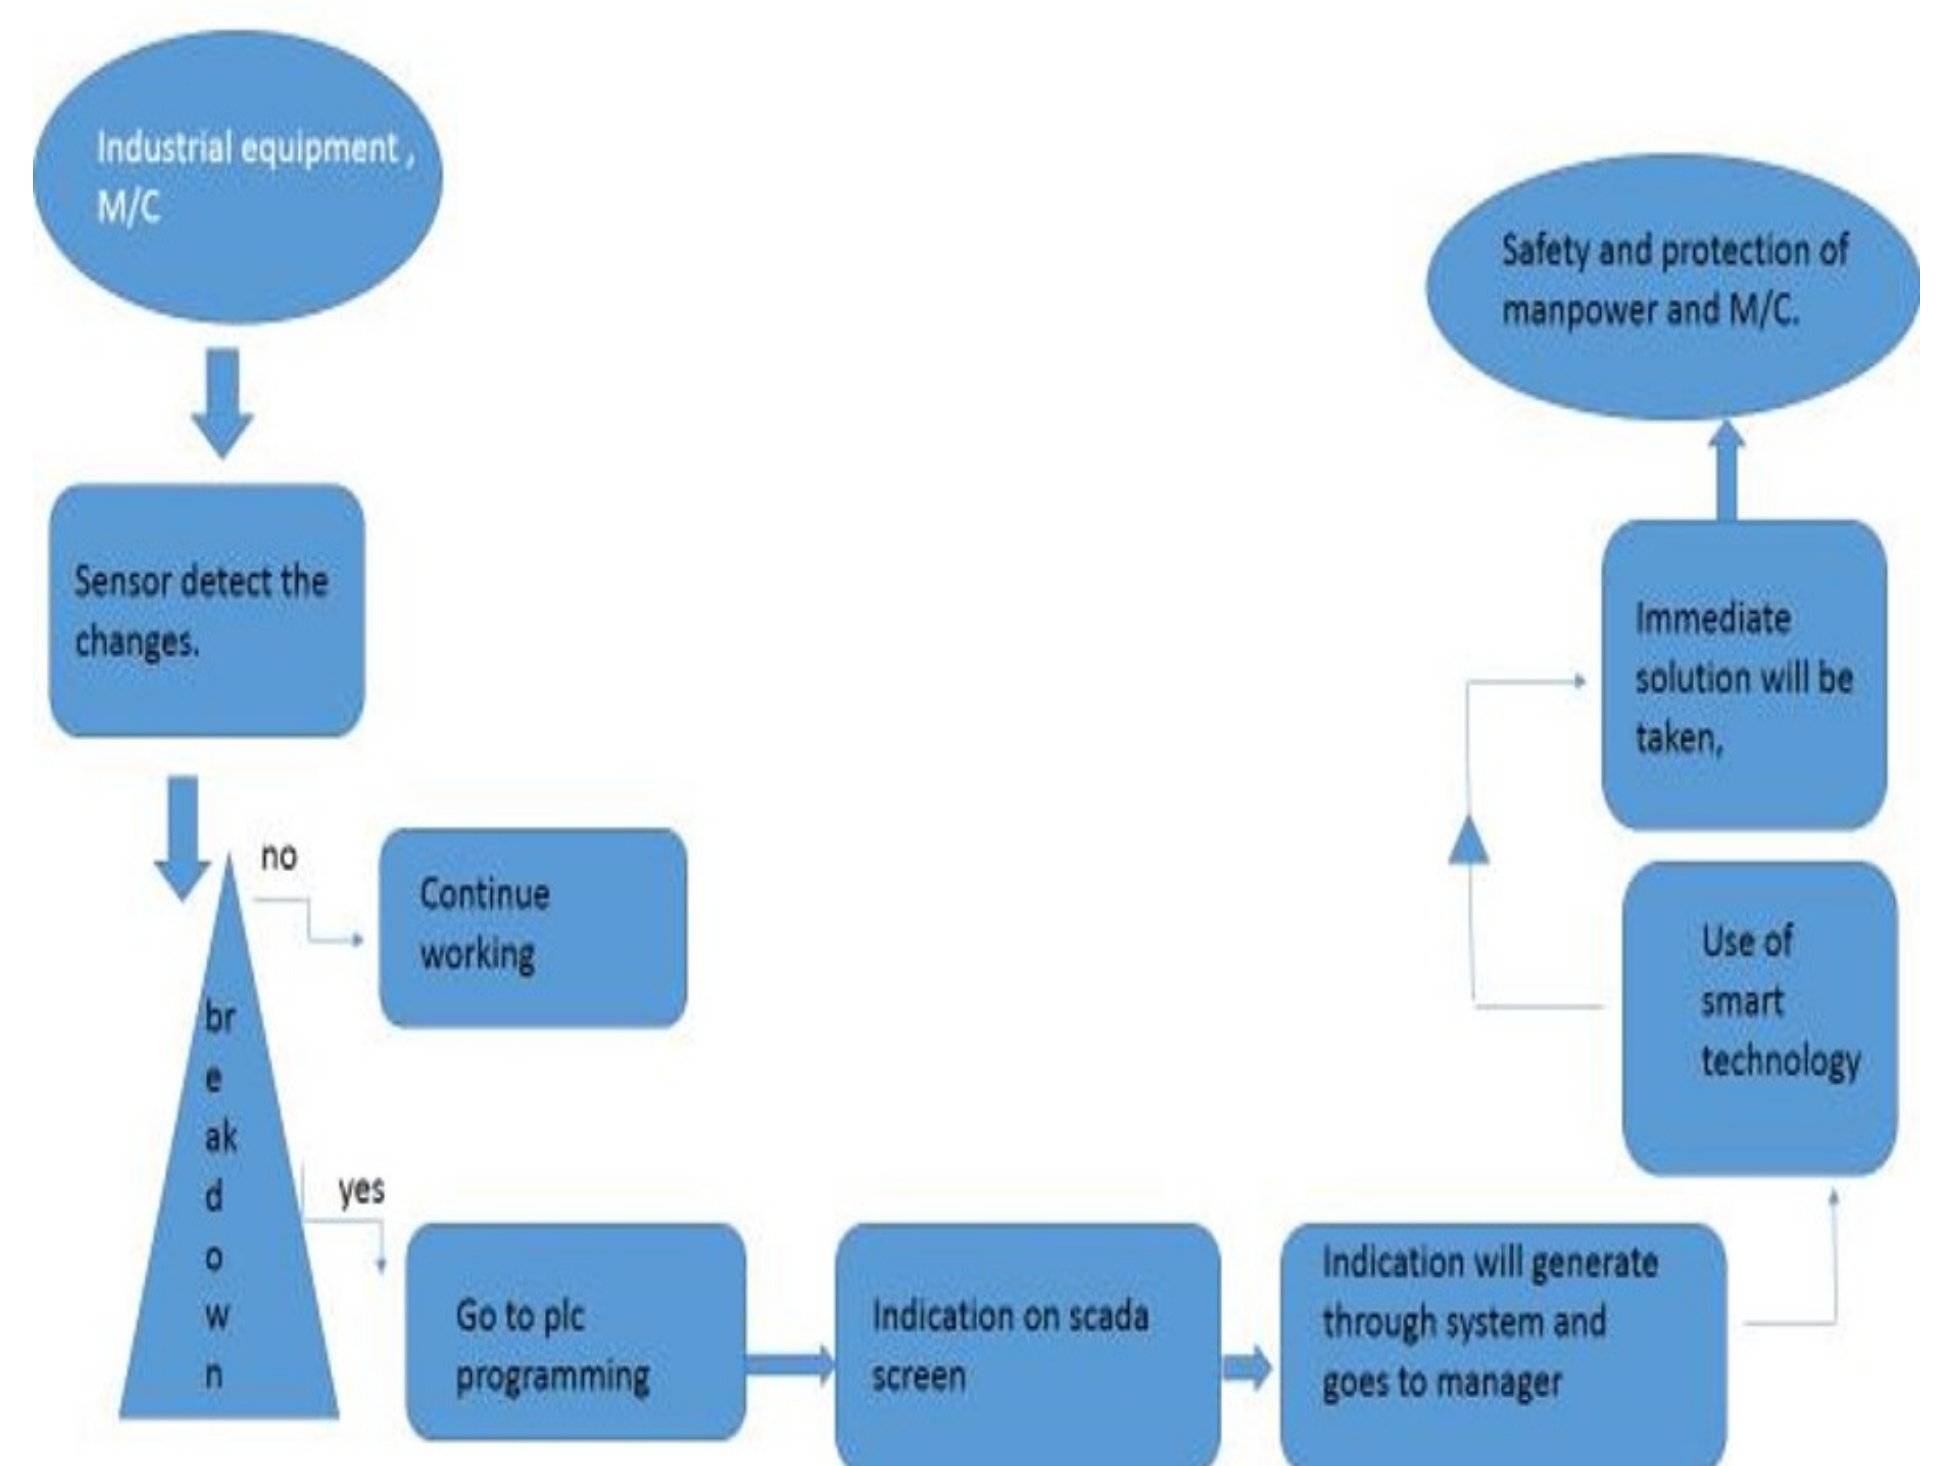 Industrial equipment ,
M/C
Sensor detect the
changes.
no
Continue
working
br
e
ak
d
o
w
n
yes
Go to plc
programming
Indication on scada
screen
Indication will generate
through system and
goes to manager
Use of
smart
technology
Immediate
solution will be
taken,
Safety and protection of
manpower and M/C.